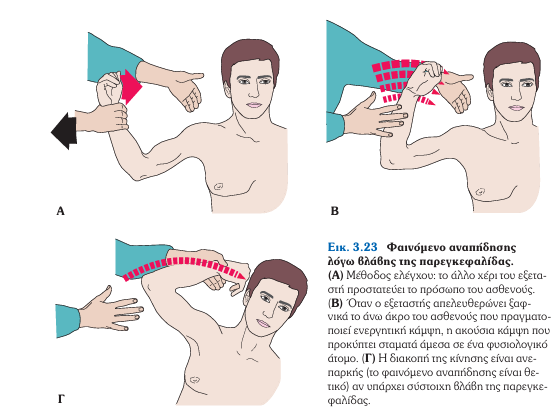 Α
Β
Γ
Εικ. 3.23 Φαινόμενο αναπήδησης
λόγω βλάβης της παρεγκεφαλίδας.
(Α) Μέθοδος ελέγχου: το άλλο χέρι του εξετα-
στή προστατεύει το πρόσωπο του ασθενούς.
(Β) Όταν ο εξεταστής απελευθερώνει ξαφ-
νικά το άνω άκρο του ασθενούς που πραγματο-
ποιεί ενεργητική κάμψη, η ακούσια κάμψη που
προκύπτει σταματά άμεσα σε ένα φυσιολογικό
άτομο. (Γ) Η διακοπή της κίνησης είναι ανε-
παρκής (το φαινόμενο αναπήδησης είναι θε-
τικό) αν υπάρχει σύστοιχη βλάβη της παρεγκε-
φαλίδας.